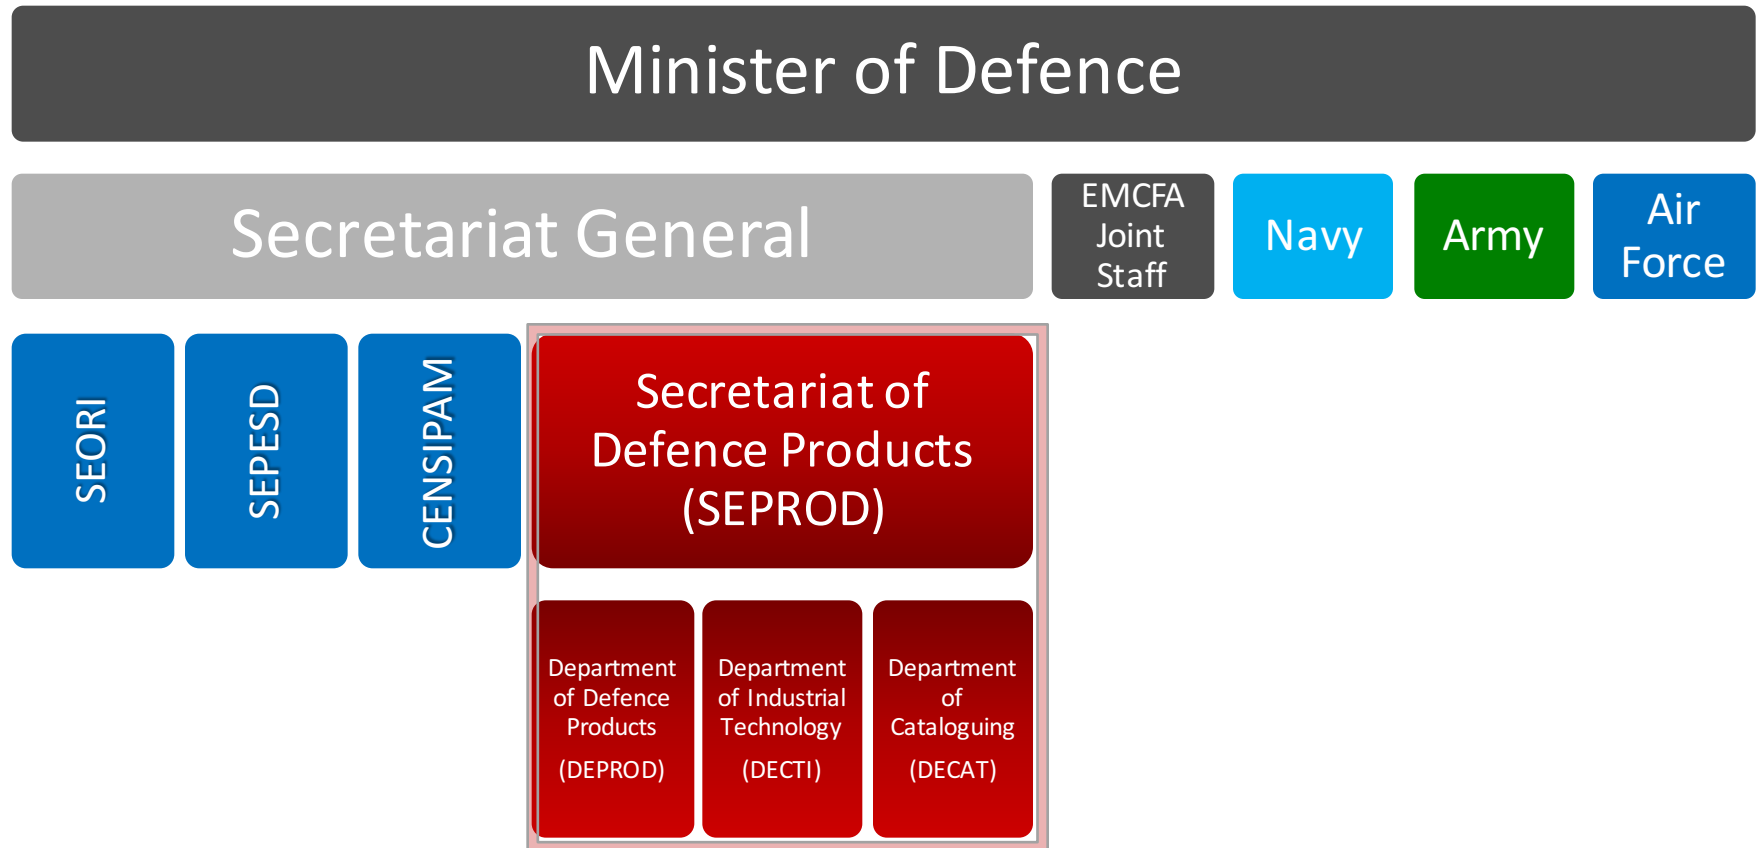 Minister of Defence
Secretariat General
EMCFA
Joint
Staff
Navy
Army
Air
Force
SEORI
SEPESD
CENSIPAM
Secretariat of
Defence Products
(SEPROD)
Department
of Defence
Products
(DEPROD)
Department
of Industrial
Technology
(DECTI)
Department
of
Cataloguing
(DECAT)